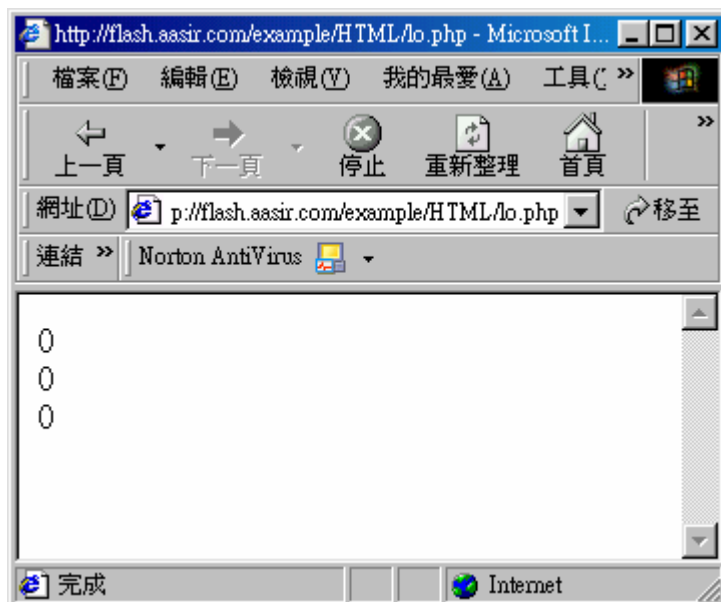 http://flash.aasir.com/example/HTML/lo.php - Microsoft I...
檔案(F) 編輯(E) 檢視(V) 我的最愛(A) 工具( »
上一頁 下一頁 停止 重新整理 首頁 »
網址(D) p://flash.aasir.com/example/HTML/lo.php 移至
連結 » Norton AntiVirus
0
0
0
完成 Internet